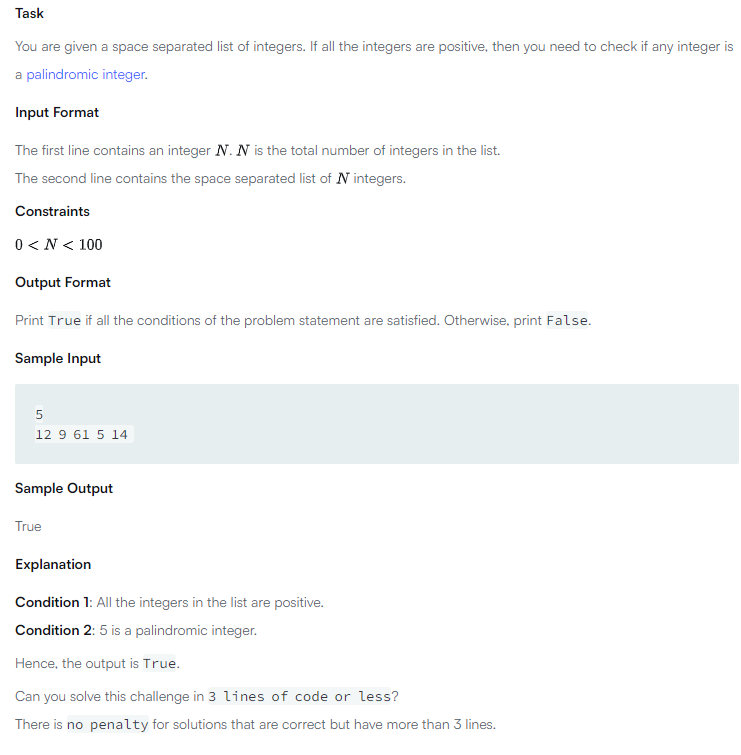 Task
You are given a space separated list of integers. If all the integers are positive, then you need to check if any integer is
a palindromic integer.
Input Format
The first line contains an integer N. N is the total number of integers in the list.
The second line contains the space separated list of N integers.
Constraints
0 < N < 100
Output Format
Print True if all the conditions of the problem statement are satisfied. Otherwise, print False.
Sample Input
5
12 9 61 5 14
Sample Output
True
Explanation
Condition 1: All the integers in the list are positive.
Condition 2: 5 is a palindromic integer.
Hence, the output is True.
Can you solve this challenge in 3 lines of code or less?
There is no penalty for solutions that are correct but have more than 3 lines.